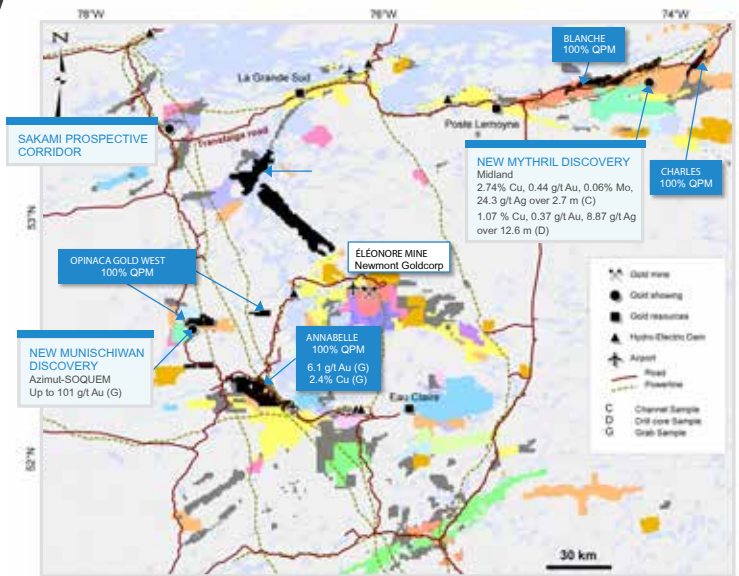 78°W
76°W
74°W
N
BLANCHE
100% QPM
La Grande Sud
Poste Lemoyne
Transtaiga road
SAKAMI PROSPECTIVE
CORRIDOR
NEW MYTHRIL DISCOVERY
Midland
2.74% Cu, 0.44 g/t Au, 0.06% Mo,
24.3 g/t Ag over 2.7 m (C)
1.07 % Cu, 0.37 g/t Au, 8.87 g/t Ag
over 12.6 m (D)
CHARLES
100% QPM
53°N
ÉLÉONORE MINE
Newmont Goldcorp
OPINACA GOLD WEST
100% QPM
Gold mine
Gold showing
Gold resources
Hydro-Electric Dam
Airport
Road
Powerline
C Channel Sample
D Drill core Sample
G Grab Sample
ANNABELLE
100% QPM
6.1 g/t Au (G)
2.4% Cu (G)
NEW MUNISCHIWAN
DISCOVERY
Azimut-SOQUEM
Up to 101 g/t Au (G)
Eau Claire
52°N
30 km